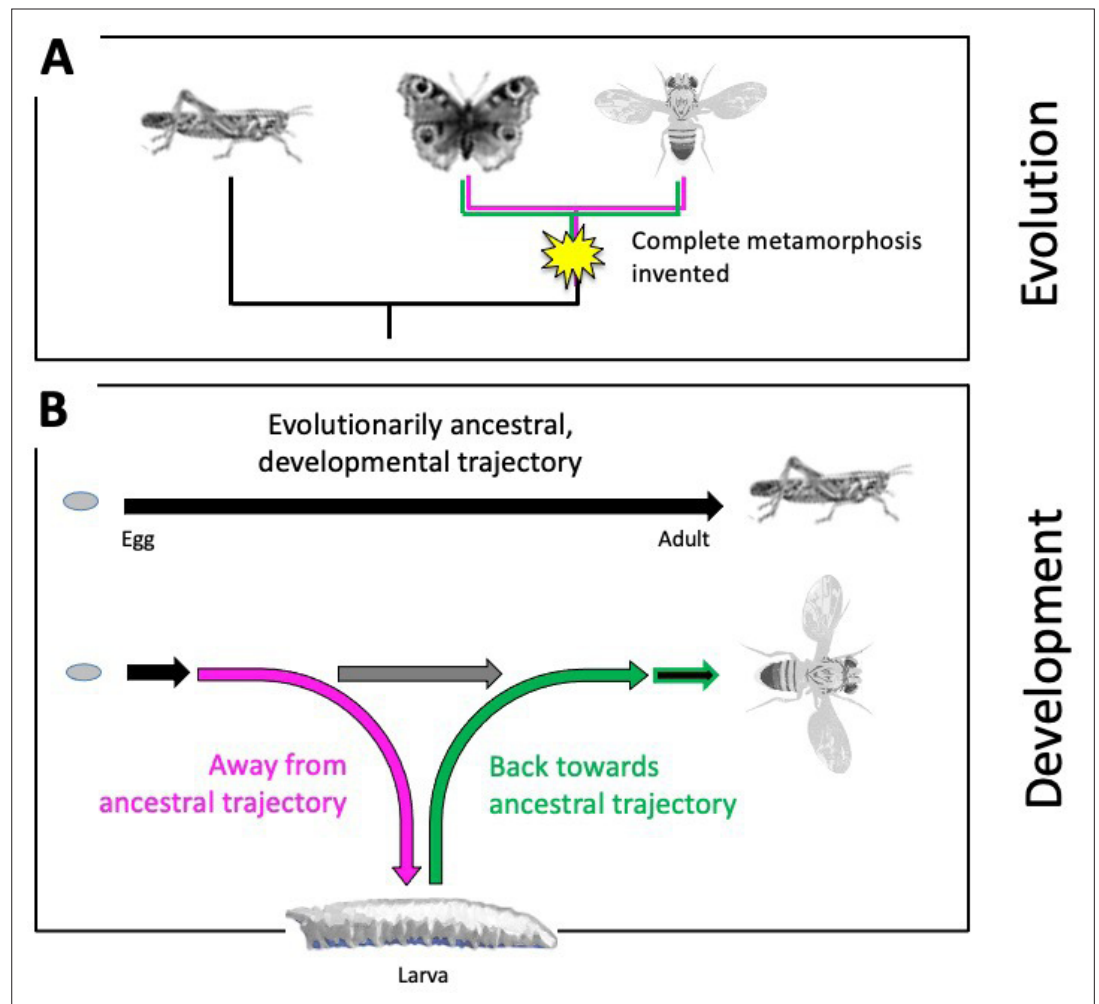 A
Complete metamorphosis
invented
Evolution
B
Evolutionarily ancestral,
developmental trajectory
Egg
Adult
Away from
ancestral trajectory
Back towards
ancestral trajectory
Larva
Development